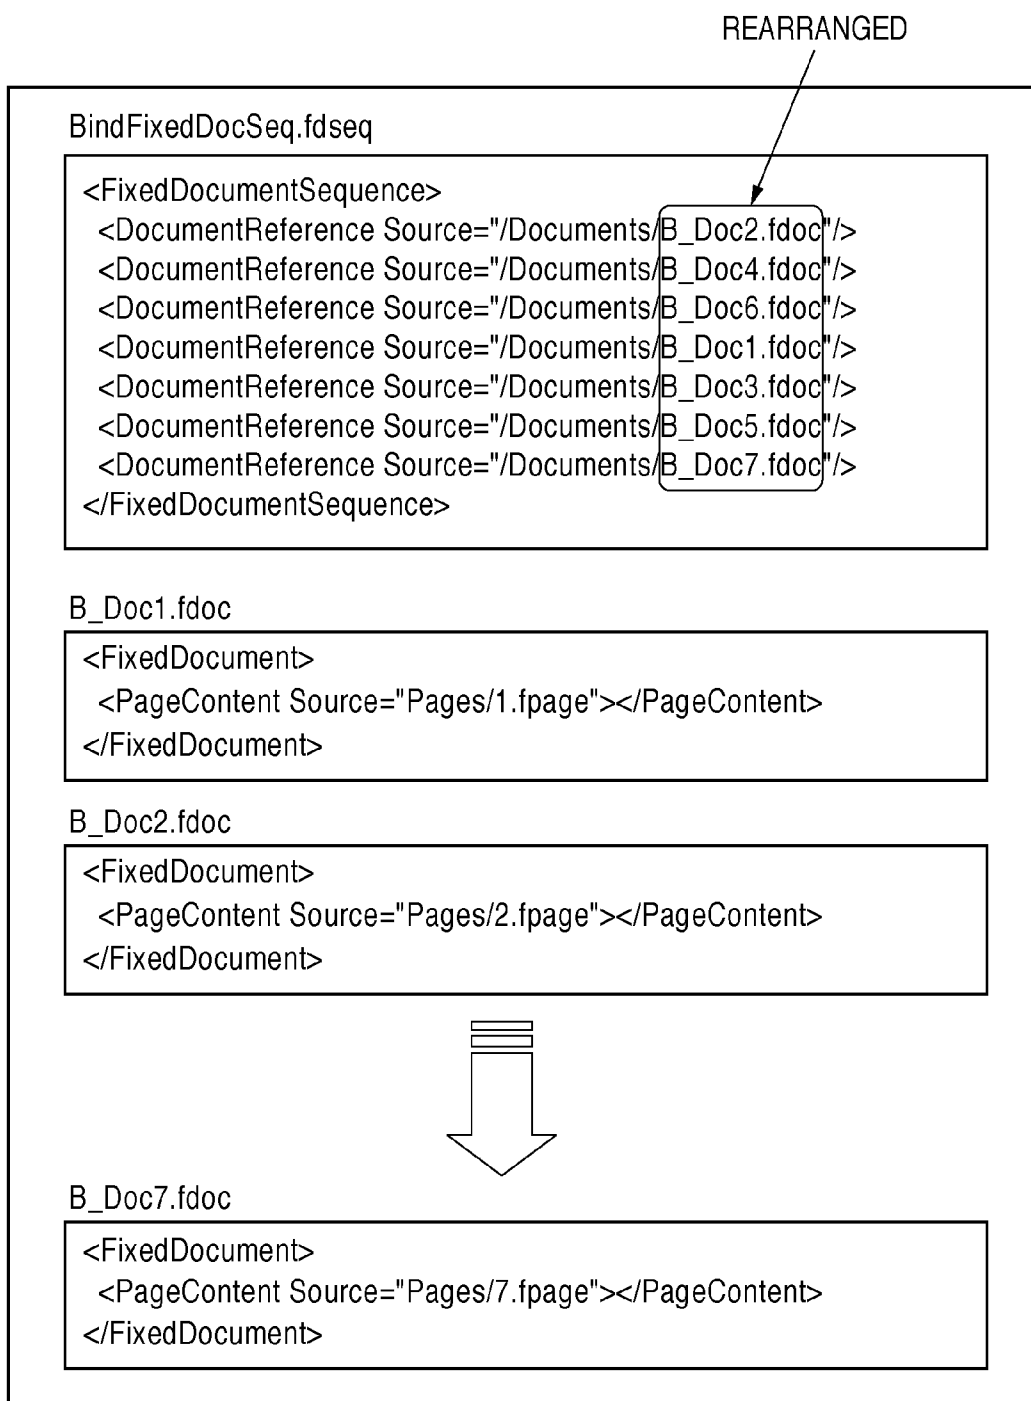 REARRANGED
BindFixedDocSeq.fdseq
<FixedDocumentSequence>
<DocumentReference Source="/Documents/B_Doc2.fdoc"/>
<DocumentReference Source="/Documents/B_Doc4.fdoc"/>
<DocumentReference Source="/Documents/B_Doc6.fdoc"/>
<DocumentReference Source="/Documents/B_Doc1.fdoc"/>
<DocumentReference Source="/Documents/B_Doc3.fdoc"/>
<DocumentReference Source="/Documents/B_Doc5.fdoc"/>
<DocumentReference Source="/Documents/B_Doc7.fdoc"/>
</FixedDocumentSequence>
B_Doc1.fdoc
<FixedDocument>
<PageContent Source="Pages/1.fpage"></PageContent>
</FixedDocument>
B_Doc2.fdoc
<FixedDocument>
<PageContent Source="Pages/2.fpage"></PageContent>
</FixedDocument>
B_Doc7.fdoc
<FixedDocument>
<PageContent Source="Pages/7.fpage"></PageContent>
</FixedDocument>